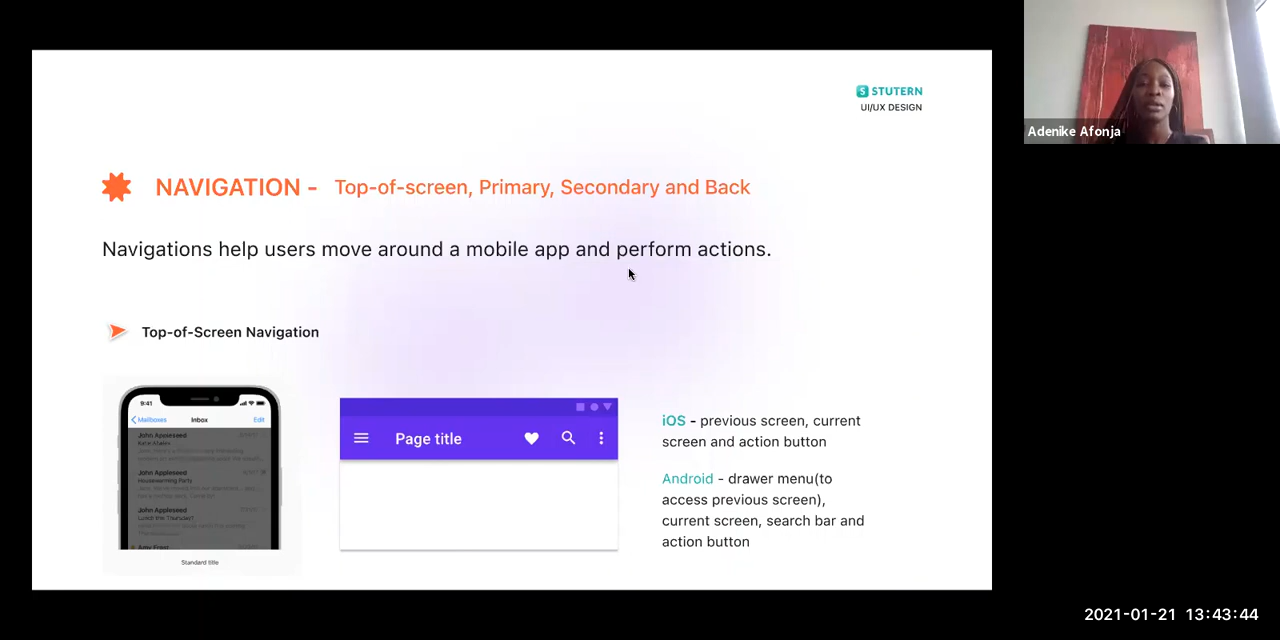 STUTERN
UI/UX DESIGN
Adenike Afonja
NAVIGATION - Top-of-screen, Primary, Secondary and Back
Navigations help users move around a mobile app and perform actions.
Top-of-Screen Navigation
9:41
Mailboxes Inbox Edit
John Appleseed
John Appleseed
Housewarming Party
John Appleseed
Lunch this Thursday?
Amy Frost
Standard title
Page title
iOS - previous screen, current
screen and action button
Android - drawer menu(to
access previous screen),
current screen, search bar and
action button
2021-01-21 13:43:44